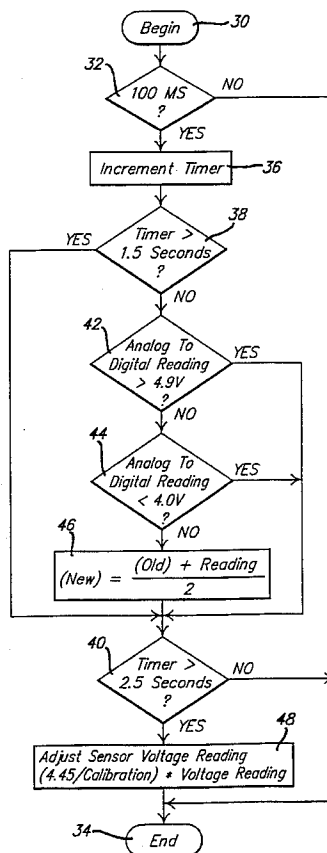 30
Begin
32
100 MS
?
NO
YES
Increment Timer
36
38
YES
Timer >
1.5 Seconds
?
NO
42
Analog To
Digital Reading
> 4.9V
?
YES
NO
44
Analog To
Digital Reading
< 4.0V
?
YES
NO
46
(New) = (Old) + Reading
2
40
Timer >
2.5 Seconds
?
NO
YES
48
Adjust Sensor Voltage Reading
(4.45/Calibration) * Voltage Reading
34
End